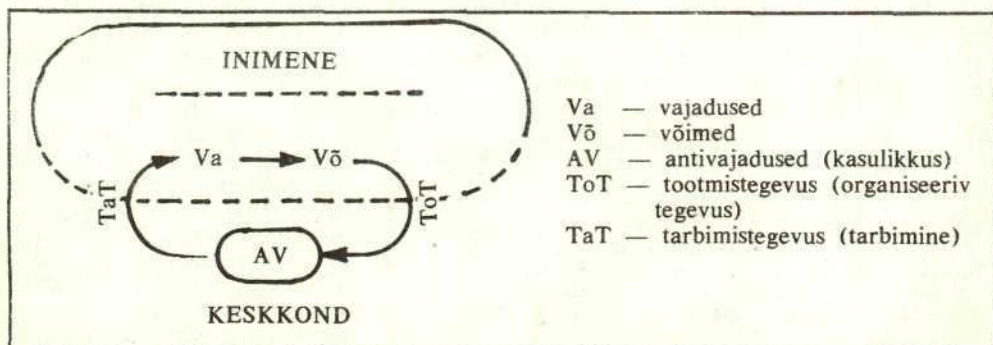 INIMENE
Va
Võ
TaT
ToT
AV
KESKKOND
Va — vajadused
Võ — võimed
AV — antivajadused (kasulikkus)
ToT — tootmistegevus (organiseeriv
tegevus)
TaT — tarbimistegevus (tarbimine)